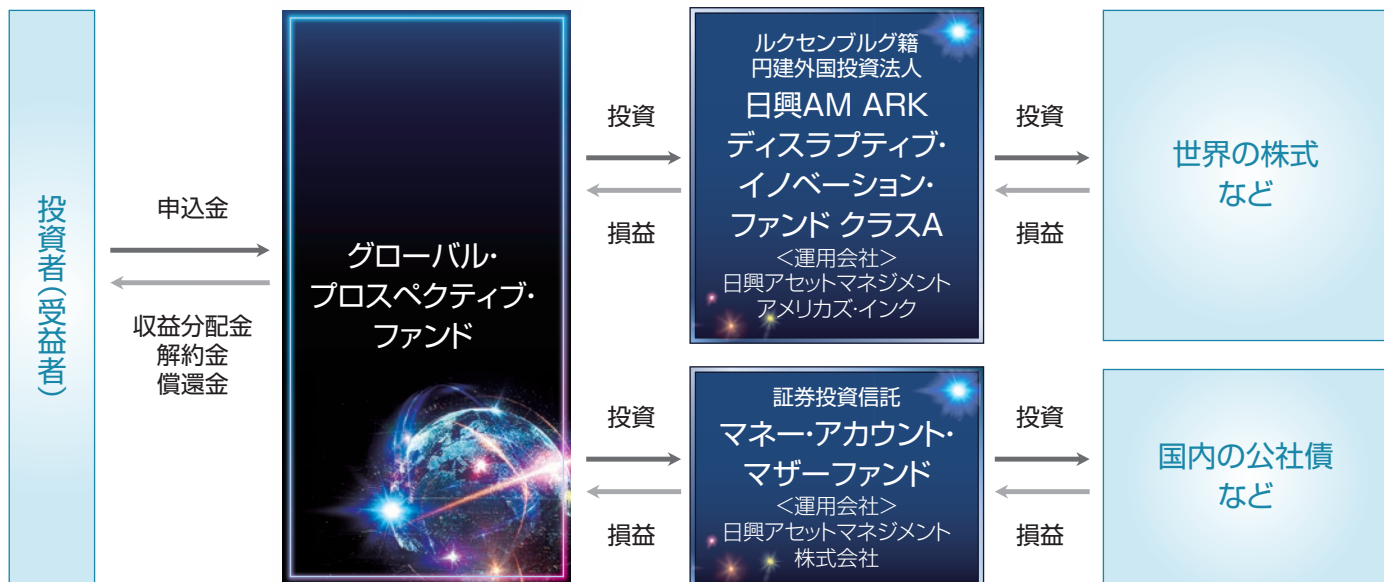 投資者(受益者)
申込金
収益分配金
解約金
償還金
グローバル・
プロスペクティブ・
ファンド
投資
損益
ルクセンブルグ籍
円建外国投資法人
日興AM ARK
ディスラプティブ・
イノベーション・
ファンド クラスA
<運用会社>
日興アセットマネジメント
アメリカズ・インク
投資
損益
世界の株式
など
投資
損益
証券投資信託
マネー・アカウント・
マザーファンド
<運用会社>
日興アセットマネジメント
株式会社
投資
損益
国内の公社債
など